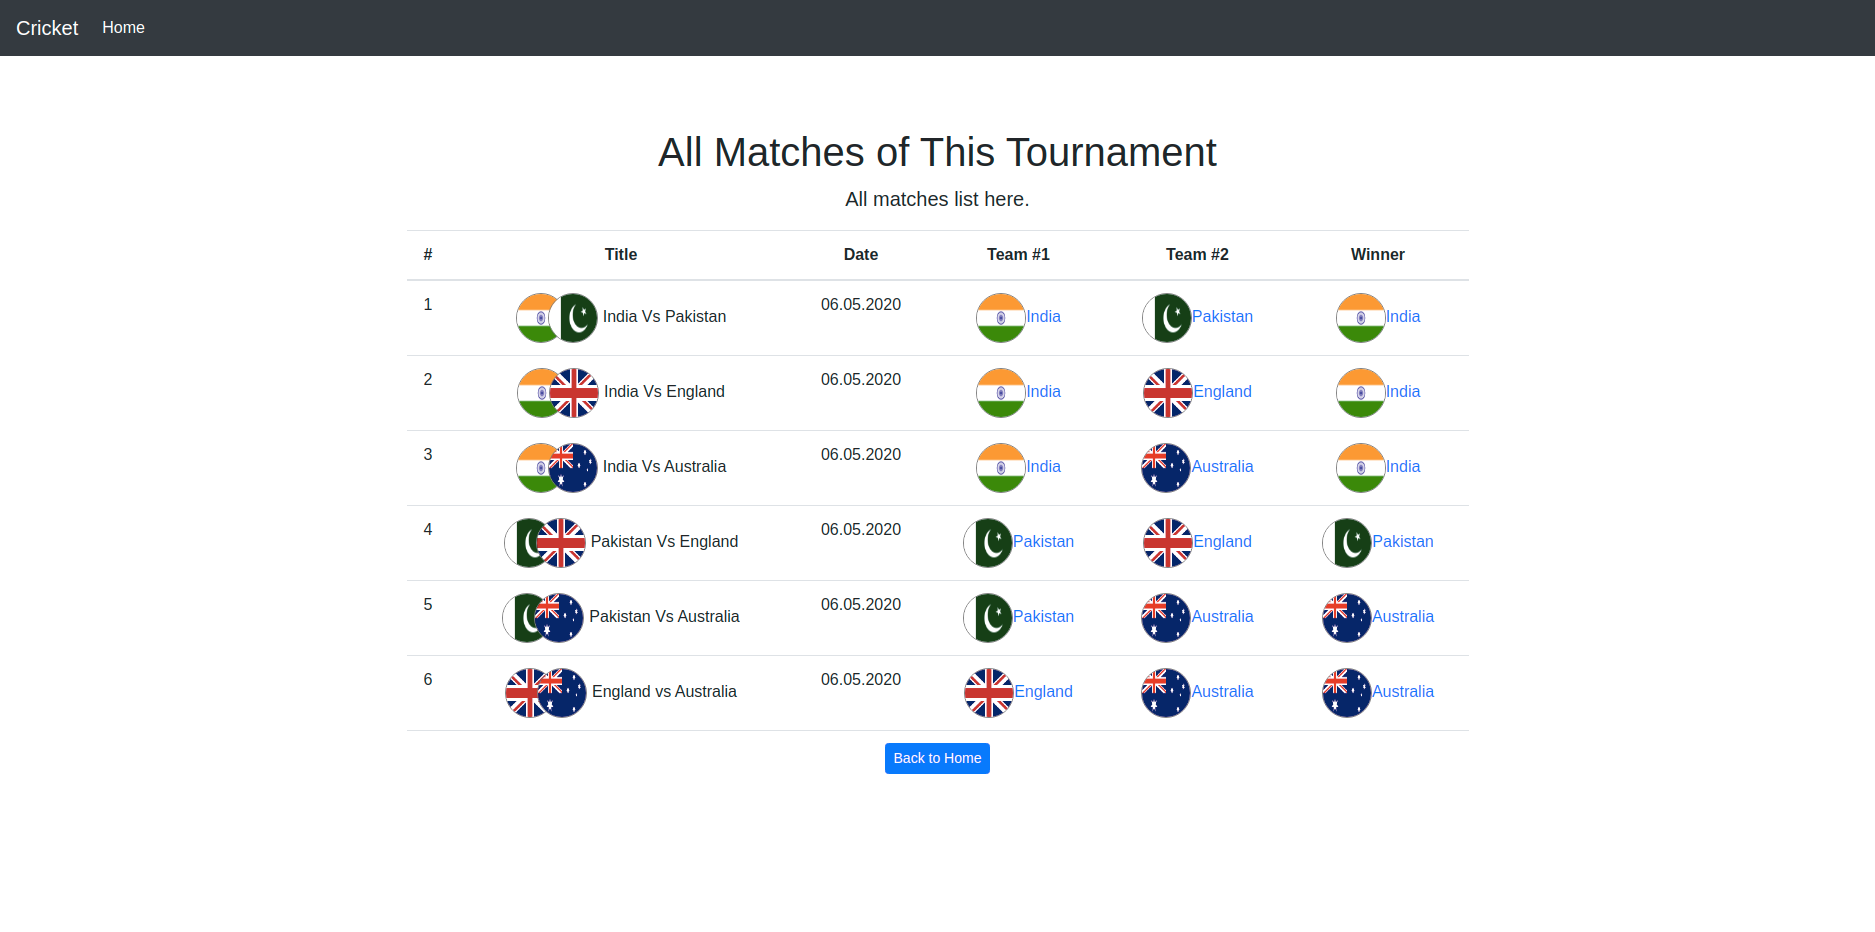 Cricket Home
All Matches of This Tournament
All matches list here.
# Title Date Team #1 Team #2 Winner
1 India Vs Pakistan 06.05.2020 India Pakistan India
2 India Vs England 06.05.2020 India England India
3 India Vs Australia 06.05.2020 India Australia India
4 Pakistan Vs England 06.05.2020 Pakistan England Pakistan
5 Pakistan Vs Australia 06.05.2020 Pakistan Australia Australia
6 England vs Australia 06.05.2020 England Australia Australia
Back to Home